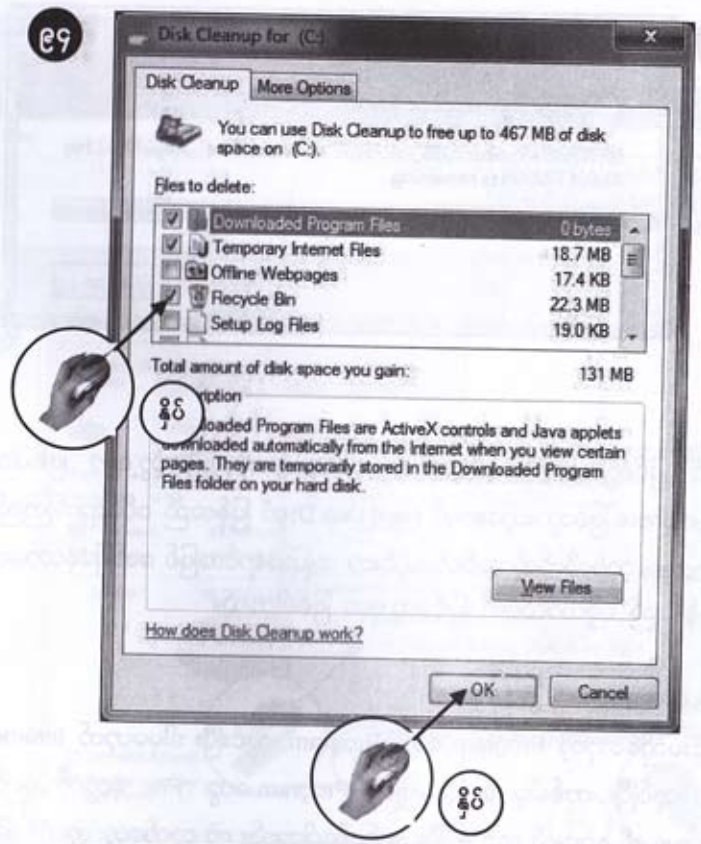 ၉၅
Disk Cleanup for (C:)
Disk Cleanup More Options
You can use Disk Cleanup to free up to 467 MB of disk
space on (C:).
Files to delete:
Downloaded Program Files 0 bytes
Temporary Internet Files 18.7 MB
Offline Webpages 17.4 KB
Recycle Bin 22.3 MB
Setup Log Files 19.0 KB
Total amount of disk space you gain: 131 MB
ription
နှိပ်
loaded Program Files are ActiveX controls and Java applets
downloaded automatically from the Internet when you view certain
pages. They are temporarily stored in the Downloaded Program
Files folder on your hard disk.
View Files
How does Disk Cleanup work?
OK Cancel
နှိပ်